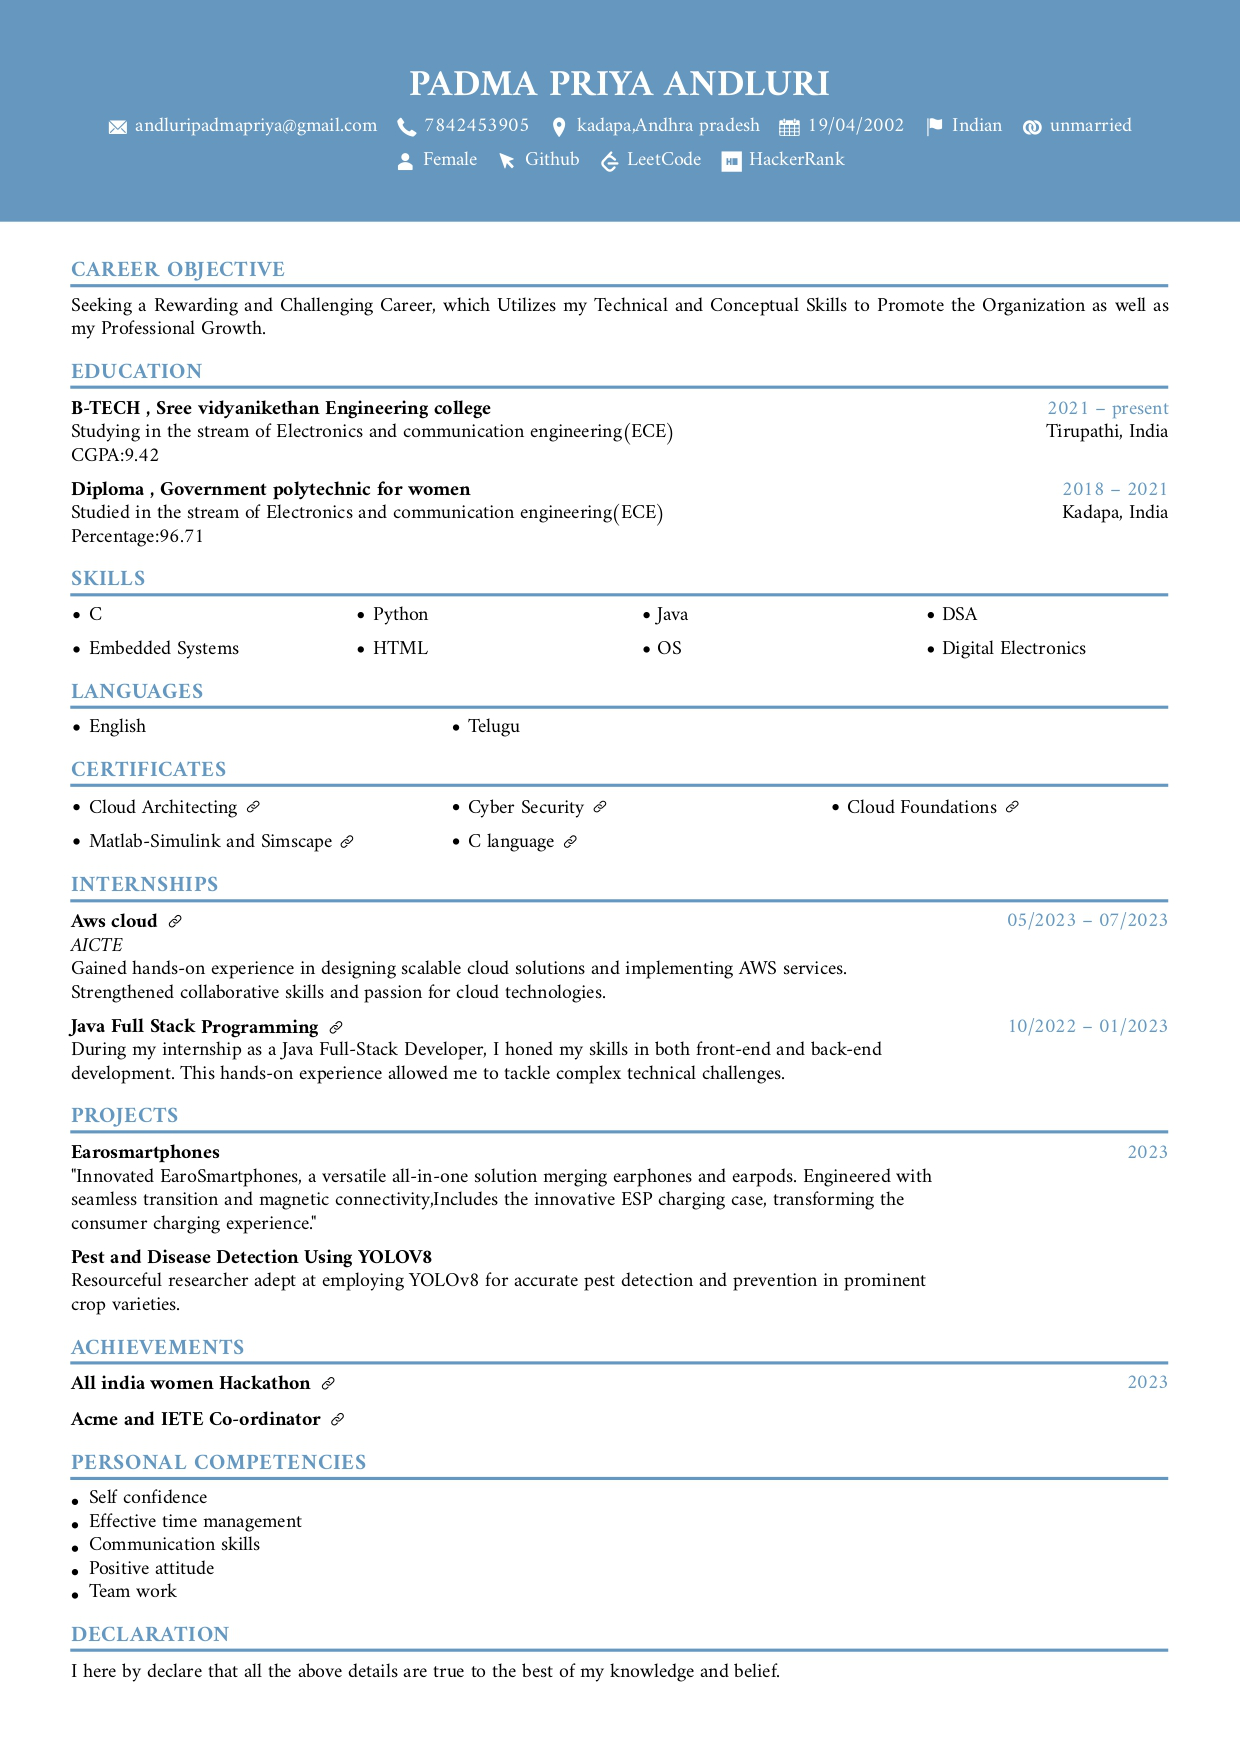 PADMA PRIYA ANDLURI
andluripadmapriya@gmail.com 7842453905 kadapa,Andhra pradesh 19/04/2002 Indian unmarried
Female Github LeetCode HackerRank
CAREER OBJECTIVE
Seeking a Rewarding and Challenging Career, which Utilizes my Technical and Conceptual Skills to Promote the Organization as well as
my Professional Growth.
EDUCATION
B-TECH , Sree vidyanikethan Engineering college 2021 – present
Studying in the stream of Electronics and communication engineering(ECE) Tirupathi, India
CGPA:9.42
Diploma , Government polytechnic for women 2018 – 2021
Studied in the stream of Electronics and communication engineering(ECE) Kadapa, India
Percentage:96.71
SKILLS
• C • Python • Java • DSA
• Embedded Systems • HTML • OS • Digital Electronics
LANGUAGES
• English • Telugu
CERTIFICATES
• Cloud Architecting • Cyber Security • Cloud Foundations
• Matlab-Simulink and Simscape • C language
INTERNSHIPS
Aws cloud 05/2023 – 07/2023
AICTE
Gained hands-on experience in designing scalable cloud solutions and implementing AWS services.
Strengthened collaborative skills and passion for cloud technologies.
Java Full Stack Programming 10/2022 – 01/2023
During my internship as a Java Full-Stack Developer, I honed my skills in both front-end and back-end
development. This hands-on experience allowed me to tackle complex technical challenges.
PROJECTS
Earosmartphones 2023
"Innovated EaroSmartphones, a versatile all-in-one solution merging earphones and earpods. Engineered with
seamless transition and magnetic connectivity,Includes the innovative ESP charging case, transforming the
consumer charging experience."
Pest and Disease Detection Using YOLOV8
Resourceful researcher adept at employing YOLOv8 for accurate pest detection and prevention in prominent
crop varieties.
ACHIEVEMENTS
All india women Hackathon 2023
Acme and IETE Co-ordinator
PERSONAL COMPETENCIES
• Self confidence
• Effective time management
• Communication skills
• Positive attitude
• Team work
DECLARATION
I here by declare that all the above details are true to the best of my knowledge and belief.